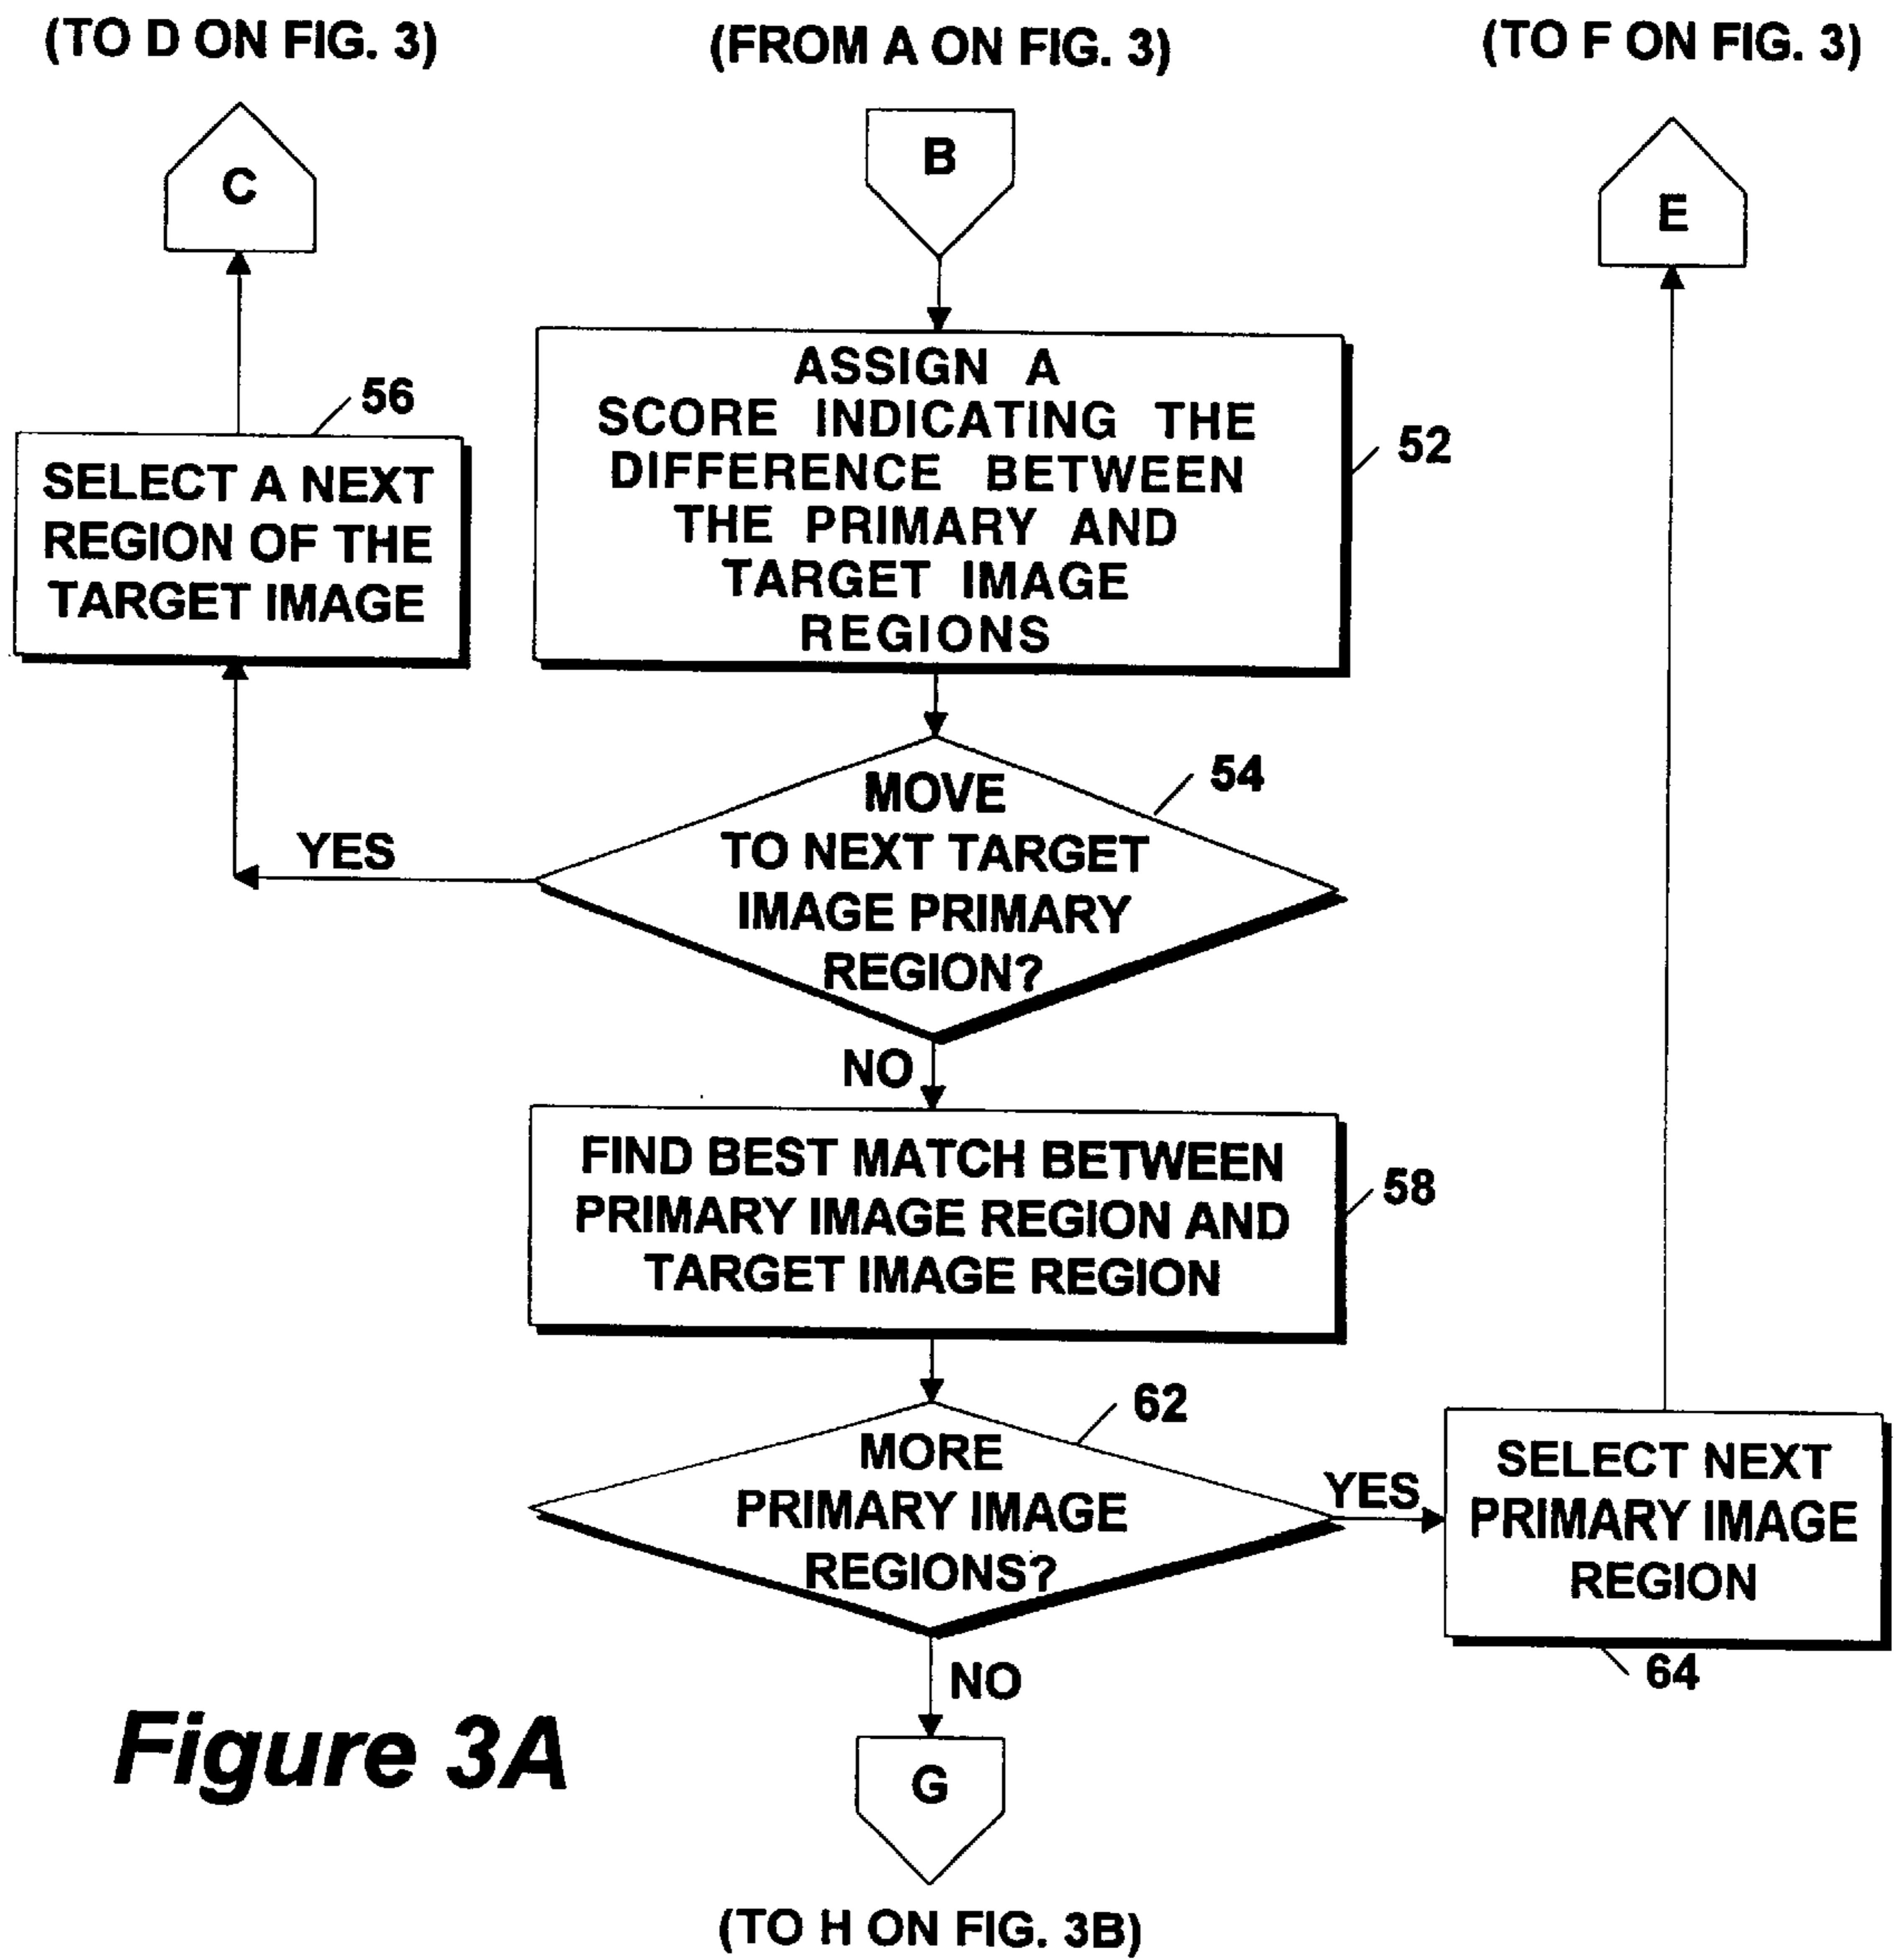 (TO D ON FIG. 3)
(FROM A ON FIG. 3)
(TO F ON FIG. 3)
C
B
E
ASSIGN A
SCORE INDICATING THE
DIFFERENCE BETWEEN
THE PRIMARY AND
TARGET IMAGE
REGIONS
52
56
SELECT A NEXT
REGION OF THE
TARGET IMAGE
MOVE
TO NEXT TARGET
IMAGE PRIMARY
REGION?
54
YES
NO
FIND BEST MATCH BETWEEN
PRIMARY IMAGE REGION AND
TARGET IMAGE REGION
58
MORE
PRIMARY IMAGE
REGIONS?
62
YES
SELECT NEXT
PRIMARY IMAGE
REGION
64
NO
G
(TO H ON FIG. 3B)
Figure 3A